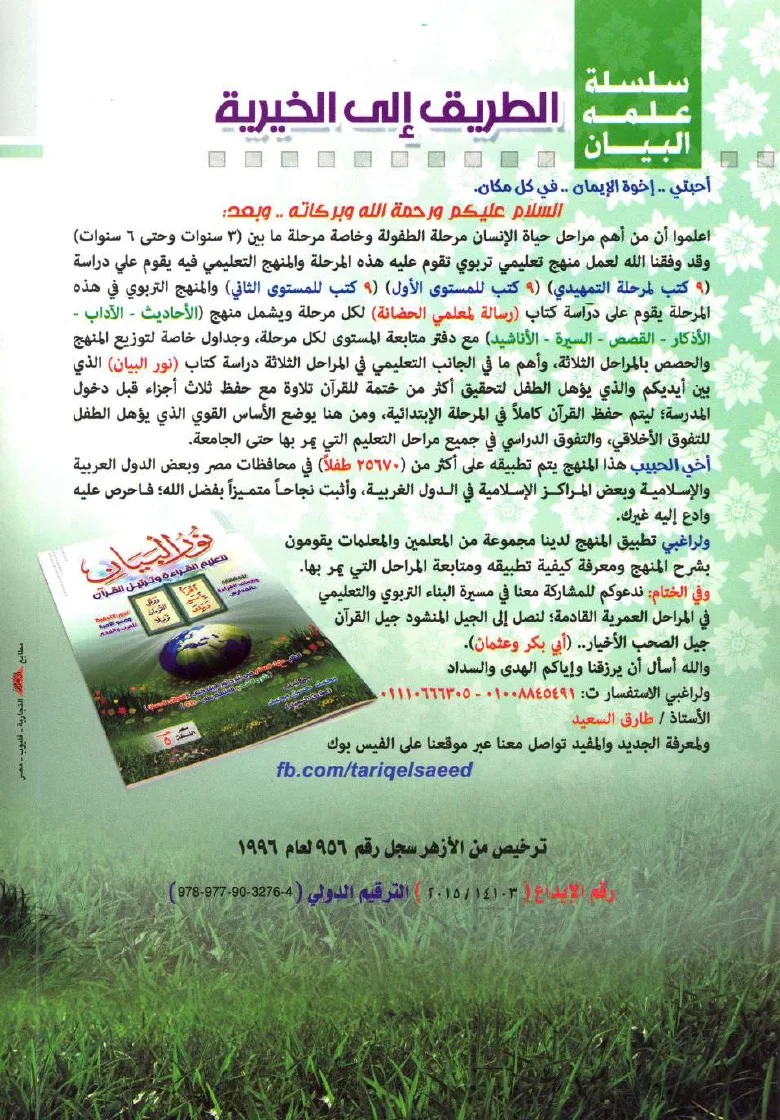 سلسلة
علمه
البيان
الطريق إلى الخيرية
أحبتي .. إخوة الإيمان .. في كل مكان.
السلام عليكم ورحمة الله وبركاته .. وبعد:
اعلموا أن من أهم مراحل حياة الإنسان مرحلة الطفولة وخاصة مرحلة ما بين (٣ سنوات وحتى ٦ سنوات)
وقد وفقنا الله لعمل منهج تعليمي تربوي تقوم عليه هذه المرحلة والمنهج التعليمي فيه يقوم علي دراسة
(٩ كتب لمرحلة التمهيدي) (٩ كتب للمستوى الأول) (٩ كتب للمستوى الثاني) والمنهج التربوي في هذه
المرحلة يقوم على دراسة كتاب (رسالة لمعلمي الحضانة) لكل مرحلة ويشمل منهج (الأحاديث - الآداب -
الأذكار - القصص - السيرة - الأناشيد) مع دفتر متابعة المستوى لكل مرحلة، وجداول خاصة لتوزيع المنهج
والحصص بالمراحل الثلاثة، وأهم ما في الجانب التعليمي في المراحل الثلاثة دراسة كتاب (نور البيان) الذي
بين أيديكم والذي يؤهل الطفل لتحقيق أكثر من ختمة للقرآن تلاوة مع حفظ ثلاث أجزاء قبل دخول
المدرسة؛ ليتم حفظ القرآن كاملاً في المرحلة الإبتدائية، ومن هنا يوضع الأساس القوي الذي يؤهل الطفل
للتفوق الأخلاقي، والتفوق الدراسي في جميع مراحل التعليم التي يمر بها حتى الجامعة.
أخي الحبيب هذا المنهج يتم تطبيقه على أكثر من (٢٥٦٧٠ طفلاً) في محافظات مصر وبعض الدول العربية
والإسلامية وبعض المراكز الإسلامية في الدول الغربية، وأثبت نجاحاً متميزاً بفضل الله؛ فاحرص عليه
وادع إليه غيرك.
ولراغبي تطبيق المنهج لدينا مجموعة من المعلمين والمعلمات يقومون
بشرح المنهج ومعرفة كيفية تطبيقه ومتابعة المراحل التي يمر بها.
وفي الختام: ندعوكم للمشاركة معنا في مسيرة البناء التربوي والتعليمي
في المراحل العمرية القادمة؛ لنصل إلى الجيل المنشود جيل القرآن
جيل الصحب الأخيار.. (أبي بكر وعثمان).
والله أسأل أن يرزقنا وإياكم الهدى والسداد
ولراغبي الاستفسار ت: ٠١٠٠٨٨٤٥٤٩١ - ٠١١١٠٦٦٦٣٠٥
الأستاذ / طارق السعيد
ولمعرفة الجديد والمفيد تواصل معنا عبر موقعنا على الفيس بوك
fb.com/tariqelsaeed
نور البيان
لتعليم القراءة وترتيل القرآن
ترخيص من الأزهر سجل رقم ٩٥٦ لعام ١٩٩٦
رقم الإيداع ( ١٤١٠٣ / ٢٠١٥ ) الترقيم الدولي (978-977-90-3276-4)
مطابع التجارية - قليوب - مصر